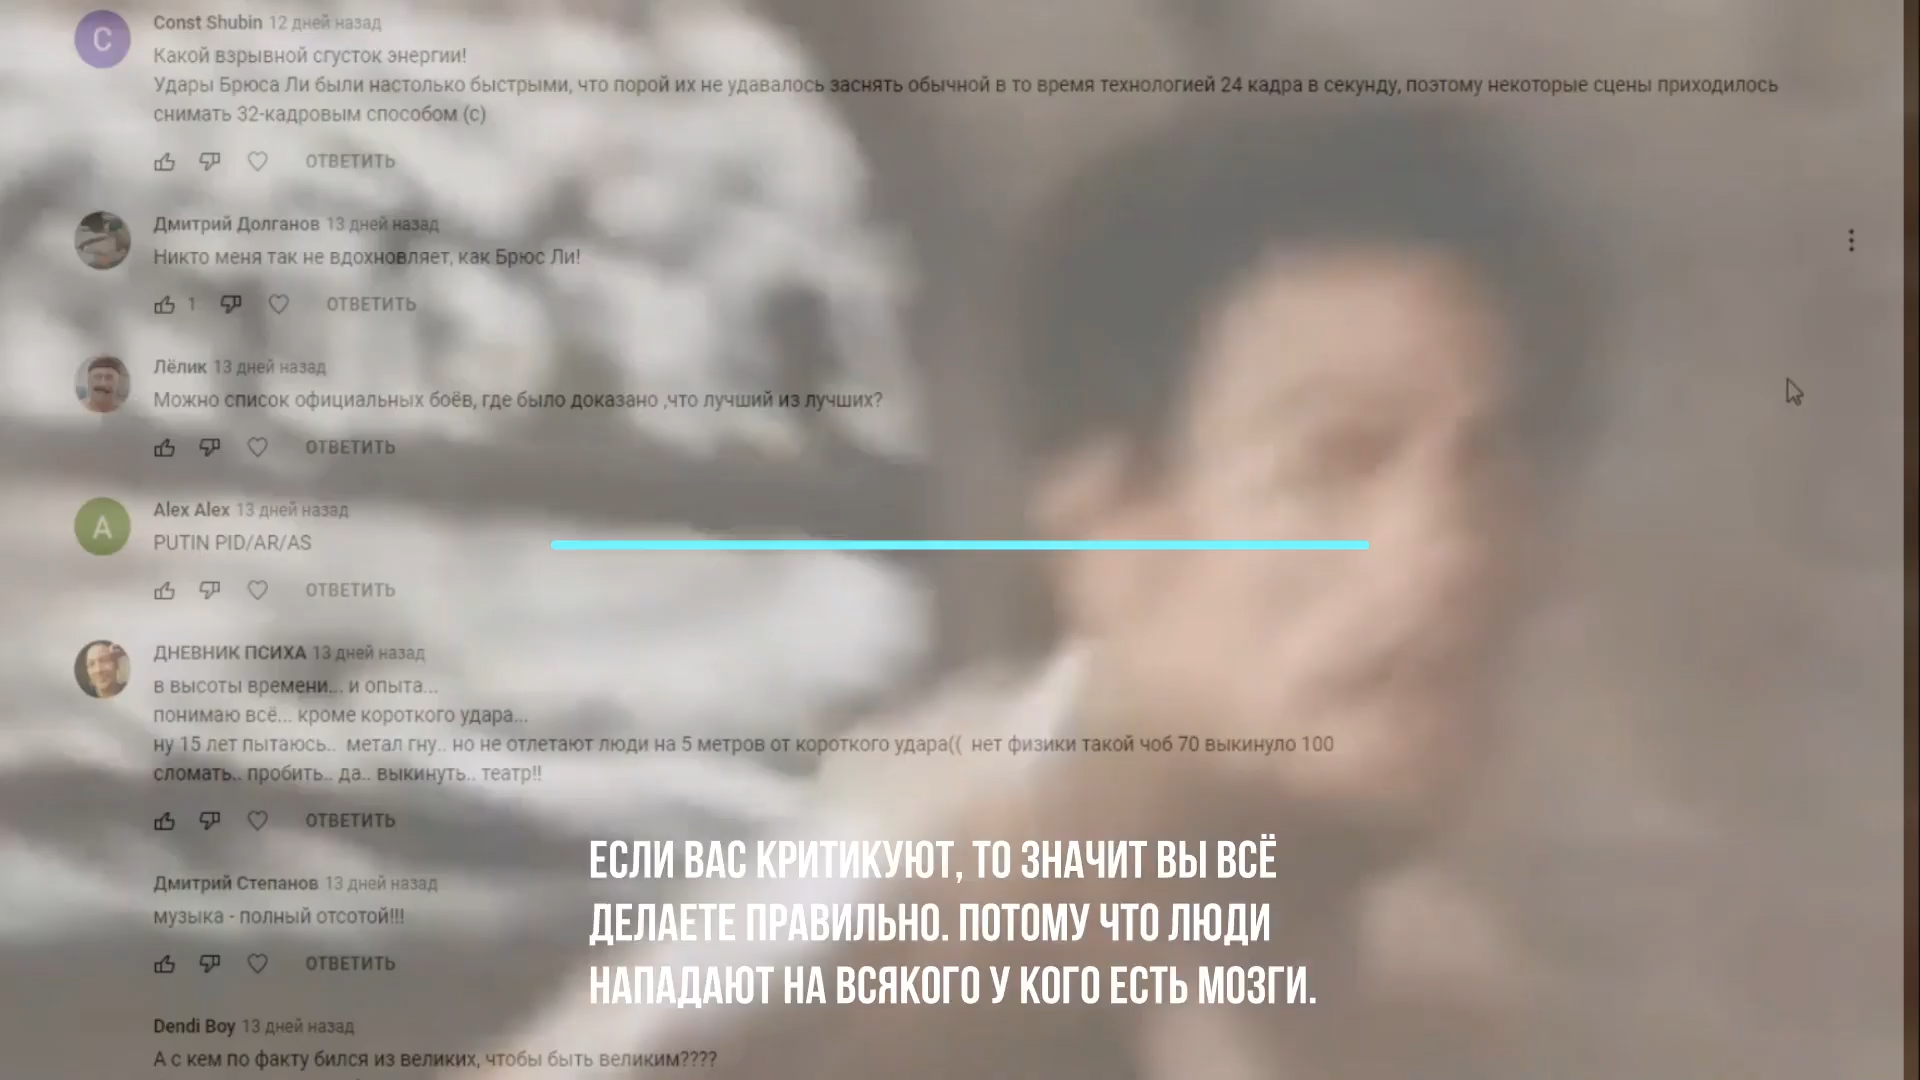 Const Shubin 12 дней назад
Какой взрывной сгусток энергии!
Удары Брюса Ли были настолько быстрыми, что порой их не удавалось заснять обычной в то время технологией 24 кадра в секунду, поэтому некоторые сцены приходилось
снимать 32-кадровым способом (с)
ОТВЕТИТЬ
Дмитрий Долганов 13 дней назад
Никто меня так не вдохновляет, как Брюс Ли!
1 ОТВЕТИТЬ
Лёлик 13 дней назад
Можно список официальных боёв, где было доказано ,что лучший из лучших?
ОТВЕТИТЬ
Alex Alex 13 дней назад
PUTIN PID/AR/AS
ОТВЕТИТЬ
ДНЕВНИК ПСИХА 13 дней назад
в высоты времени... и опыта...
понимаю всё... кроме короткого удара...
ну 15 лет пытаюсь.. метал гну.. но не отлетают люди на 5 метров от короткого удара(( нет физики такой чоб 70 выкинуло 100
сломать.. пробить.. да.. выкинуть.. театр!!
ОТВЕТИТЬ
Дмитрий Степанов 13 дней назад
музыка - полный отсотой!!!
ОТВЕТИТЬ
Dendi Boy 13 дней назад
А с кем по факту бился из великих, чтобы быть великим????
ЕСЛИ ВАС КРИТИКУЮТ, ТО ЗНАЧИТ ВЫ ВСЁ
ДЕЛАЕТЕ ПРАВИЛЬНО. ПОТОМУ ЧТО ЛЮДИ
НАПАДАЮТ НА ВСЯКОГО У КОГО ЕСТЬ МОЗГИ.
C
A